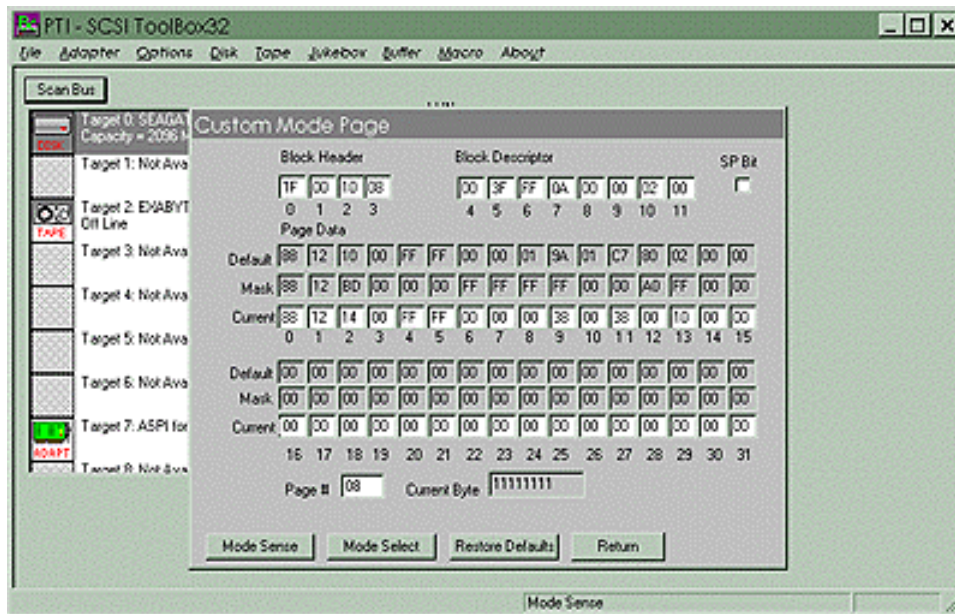 PTI - SCSI ToolBox32
File Adapter Options Disk Tape Jukebox Buffer Macro About
Scan Bus
Target 0: SEAGAT
Capacity = 2096 M
DISK
Target 1: Not Ava
Target 2: EXABYT
Off Line
TAPE
Target 3: Not Ava
Target 4: Not Ava
Target 5: Not Ava
Target 6: Not Ava
Target 7: ASPI for
ADAPT
Target 8: Not Ava
Custom Mode Page
Block Header Block Descriptor SP Bit
1F 00 10 08 00 3F FF 0A 00 00 02 00
0 1 2 3 4 5 6 7 8 9 10 11
Page Data
Default 88 12 10 00 FF FF 00 00 01 9A 01 C7 80 02 00 00
Mask 88 12 BD 00 00 00 FF FF FF FF 00 00 A0 FF 00 00
Current 88 12 14 00 FF FF 00 00 00 38 00 38 00 10 00 00
0 1 2 3 4 5 6 7 8 9 10 11 12 13 14 15
Default 00 00 00 00 00 00 00 00 00 00 00 00 00 00 00 00
Mask 00 00 00 00 00 00 00 00 00 00 00 00 00 00 00 00
Current 00 00 00 00 00 00 00 00 00 00 00 00 00 00 00 00
16 17 18 19 20 21 22 23 24 25 26 27 28 29 30 31
Page # 08 Current Byte 11111111
Mode Sense Mode Select Restore Defaults Return
Mode Sense